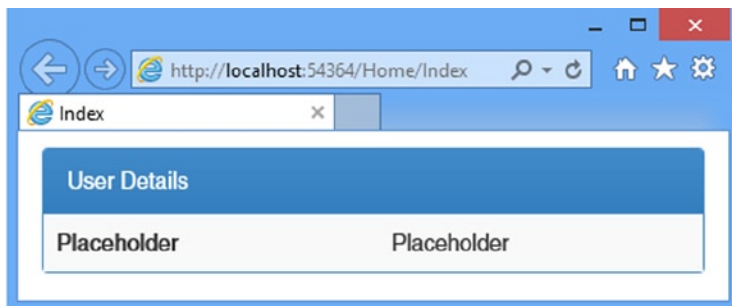 http://localhost:54364/Home/Index
Index
User Details
Placeholder Placeholder